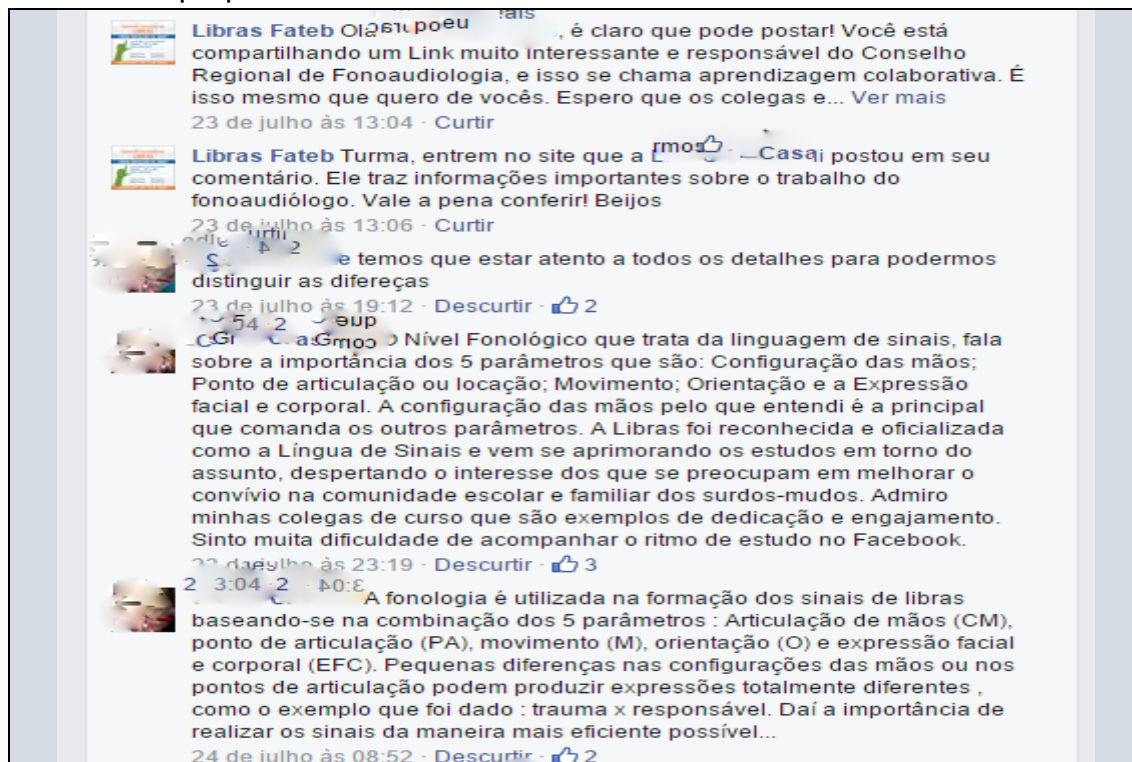 Libras Fateb Olá , é claro que pode postar! Você está
compartilhando um Link muito interessante e responsável do Conselho
Regional de Fonoaudiologia, e isso se chama aprendizagem colaborativa. É
isso mesmo que quero de vocês. Espero que os colegas e... Ver mais
23 de julho às 13:04 · Curtir
Libras Fateb Turma, entrem no site que a postou em seu
comentário. Ele traz informações importantes sobre o trabalho do
fonoaudiólogo. Vale a pena conferir! Beijos
23 de julho às 13:06 · Curtir
e temos que estar atento a todos os detalhes para podermos
distinguir as difereças
23 de julho às 19:12 · Descurtir · 2
O Nível Fonológico que trata da linguagem de sinais, fala
sobre a importância dos 5 parâmetros que são: Configuração das mãos;
Ponto de articulação ou locação; Movimento; Orientação e a Expressão
facial e corporal. A configuração das mãos pelo que entendi é a principal
que comanda os outros parâmetros. A Libras foi reconhecida e oficializada
como a Língua de Sinais e vem se aprimorando os estudos em torno do
assunto, despertando o interesse dos que se preocupam em melhorar o
convívio na comunidade escolar e familiar dos surdos-mudos. Admiro
minhas colegas de curso que são exemplos de dedicação e engajamento.
Sinto muita dificuldade de acompanhar o ritmo de estudo no Facebook.
às 23:19 · Descurtir · 3
A fonologia é utilizada na formação dos sinais de libras
baseando-se na combinação dos 5 parâmetros : Articulação de mãos (CM),
ponto de articulação (PA), movimento (M), orientação (O) e expressão facial
e corporal (EFC). Pequenas diferenças nas configurações das mãos ou nos
pontos de articulação podem produzir expressões totalmente diferentes ,
como o exemplo que foi dado : trauma x responsável. Daí a importância de
realizar os sinais da maneira mais eficiente possível...
24 de julho às 08:52 · Descurtir · 2